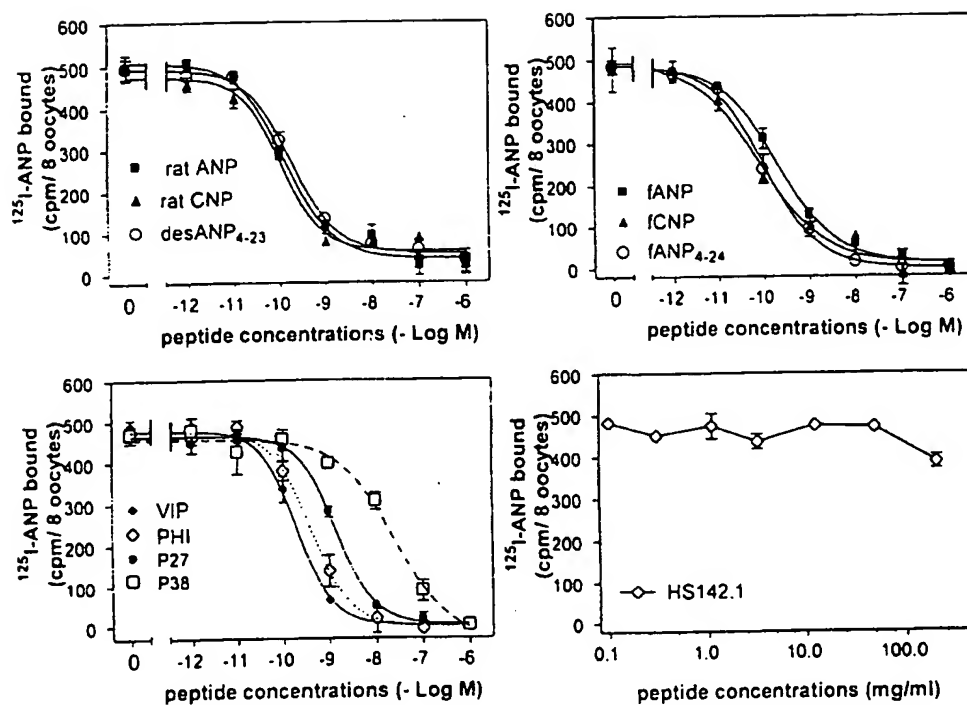 600
500
400
300
200
100
0
¹²⁵I-ANP bound
(cpm/ 8 oocytes)
rat ANP
rat CNP
desANP₄₋₂₃
0 -12 -11 -10 -9 -8 -7 -6
peptide concentrations (- Log M)
600
500
400
300
200
100
0
¹²⁵I-ANP bound
(cpm/ 8 oocytes)
fANP
fCNP
fANP₄₋₂₄
0 -12 -11 -10 -9 -8 -7 -6
peptide concentrations (- Log M)
600
500
400
300
200
100
0
¹²⁵I-ANP bound
(cpm/ 8 oocytes)
VIP
PHI
P27
P38
0 -12 -11 -10 -9 -8 -7 -6
peptide concentrations (- Log M)
600
500
400
300
200
100
0
¹²⁵I-ANP bound
(cpm/ 8 oocytes)
HS142.1
0.1 1.0 10.0 100.0
peptide concentrations (mg/ml)